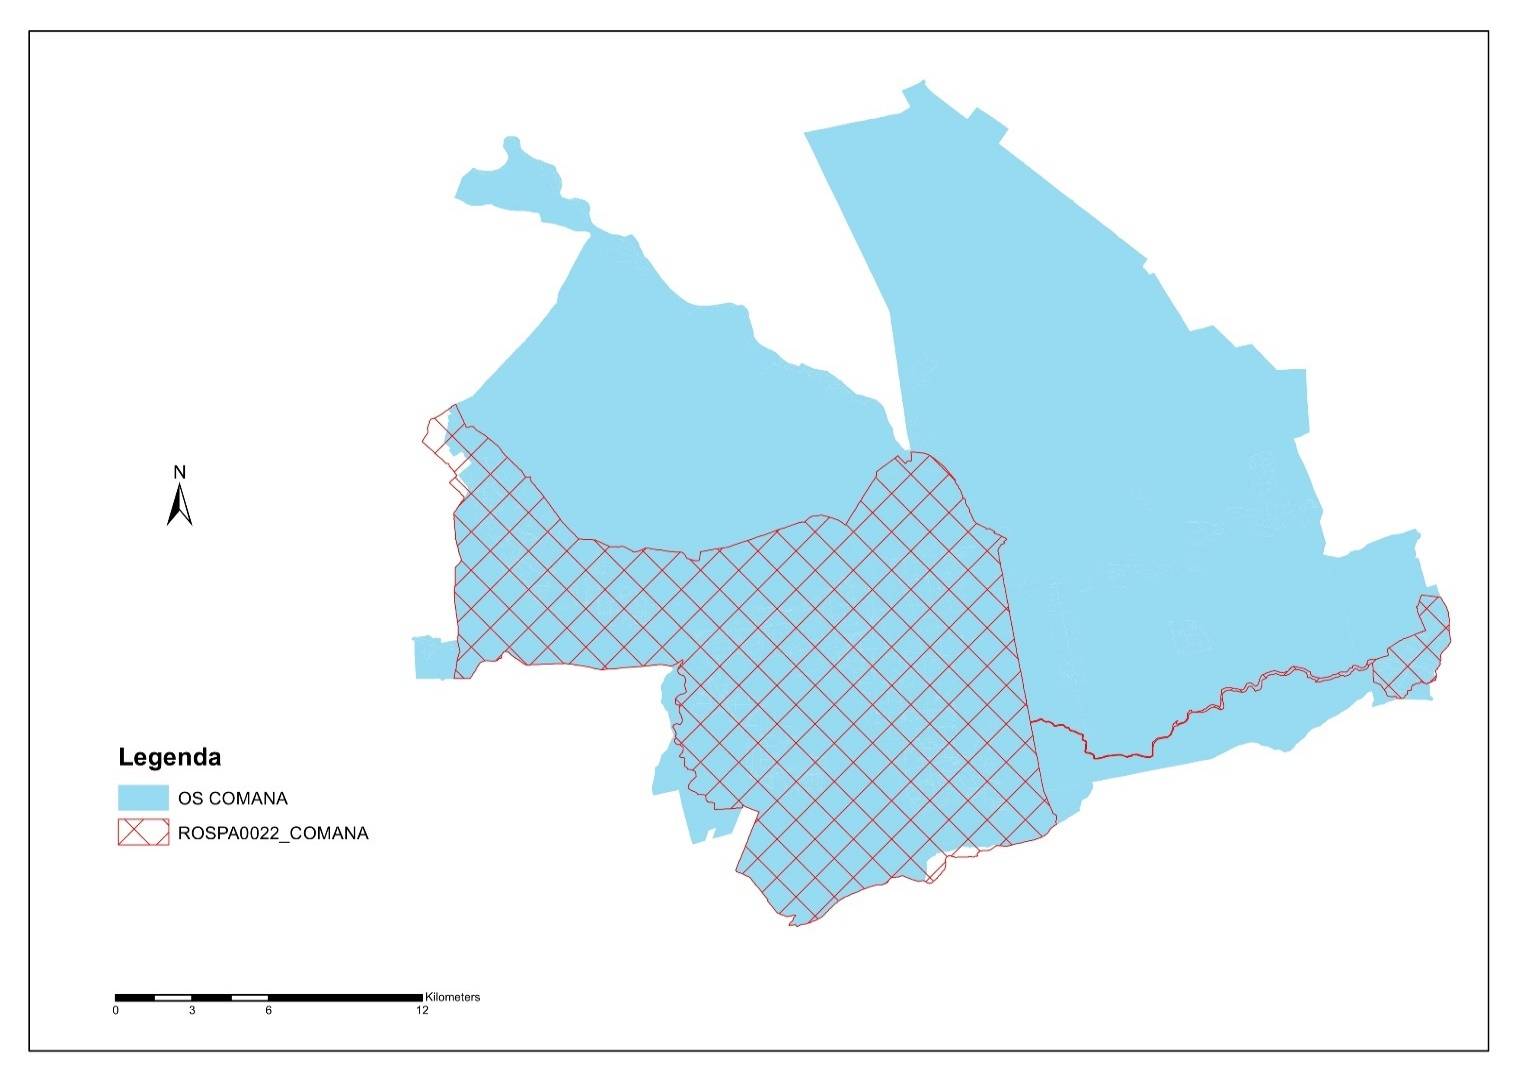 N
Legenda
OS COMANA
ROSPA0022_COMANA
Kilometers
0 3 6 12